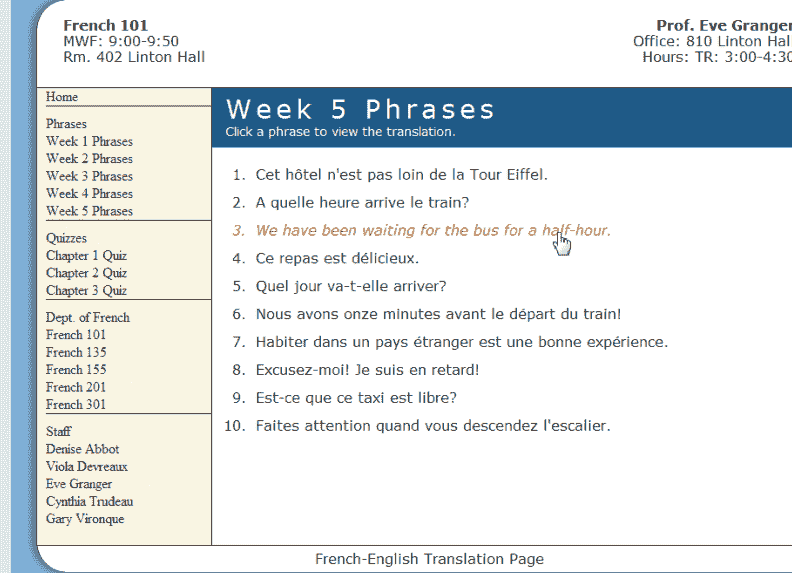 French 101
MWF: 9:00-9:50
Rm. 402 Linton Hall
Prof. Eve Granger
Office: 810 Linton Hal
Hours: TR: 3:00-4:30
Home
Phrases
Week 1 Phrases
Week 2 Phrases
Week 3 Phrases
Week 4 Phrases
Week 5 Phrases
Quizzes
Chapter 1 Quiz
Chapter 2 Quiz
Chapter 3 Quiz
Dept. of French
French 101
French 135
French 155
French 201
French 301
Staff
Denise Abbot
Viola Devreaux
Eve Granger
Cynthia Trudeau
Gary Vironque
Week 5 Phrases
Click a phrase to view the translation.
1. Cet hôtel n'est pas loin de la Tour Eiffel.
2. A quelle heure arrive le train?
3. We have been waiting for the bus for a half-hour.
4. Ce repas est délicieux.
5. Quel jour va-t-elle arriver?
6. Nous avons onze minutes avant le départ du train!
7. Habiter dans un pays étranger est une bonne expérience.
8. Excusez-moi! Je suis en retard!
9. Est-ce que ce taxi est libre?
10. Faites attention quand vous descendez l'escalier.
French-English Translation Page